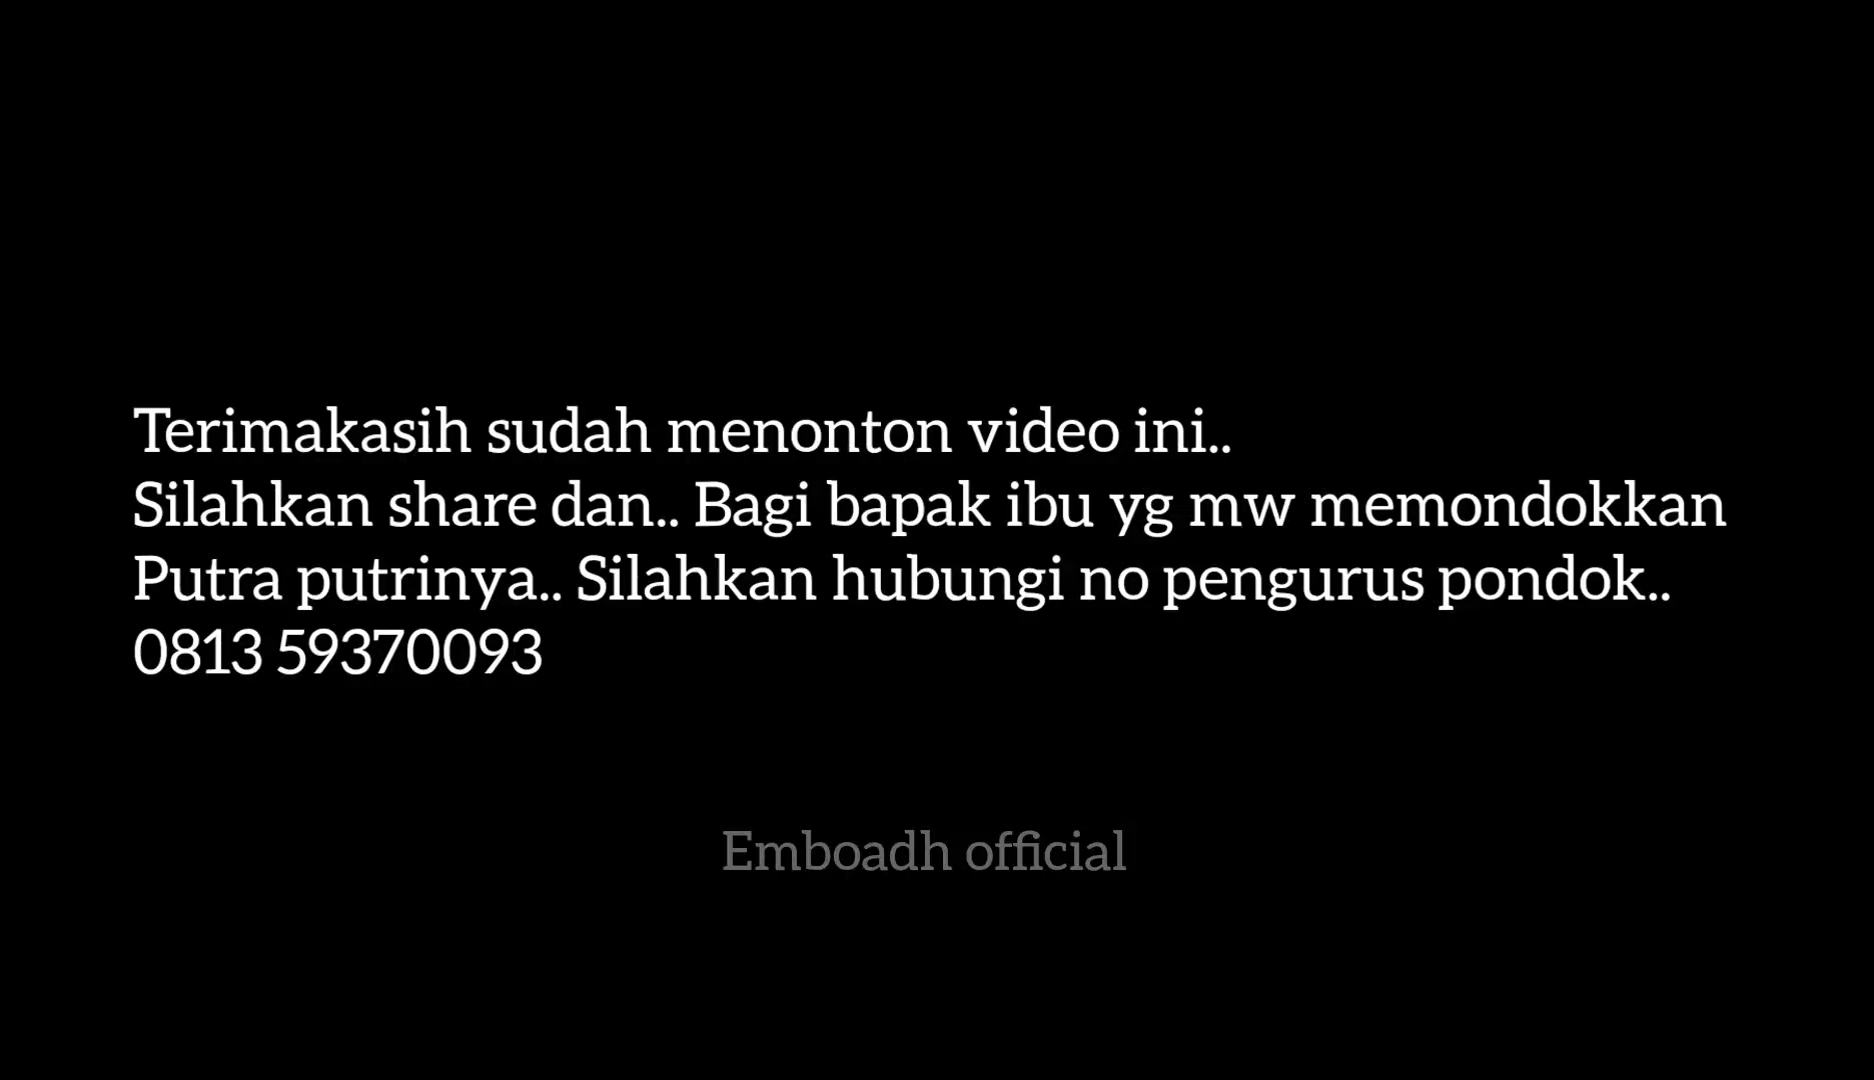 Terimakasih sudah menonton video ini..
Silahkan share dan.. Bagi bapak ibu yg mw memondokkan
Putra putrinya.. Silahkan hubungi no pengurus pondok..
0813 59370093
Emboadh official